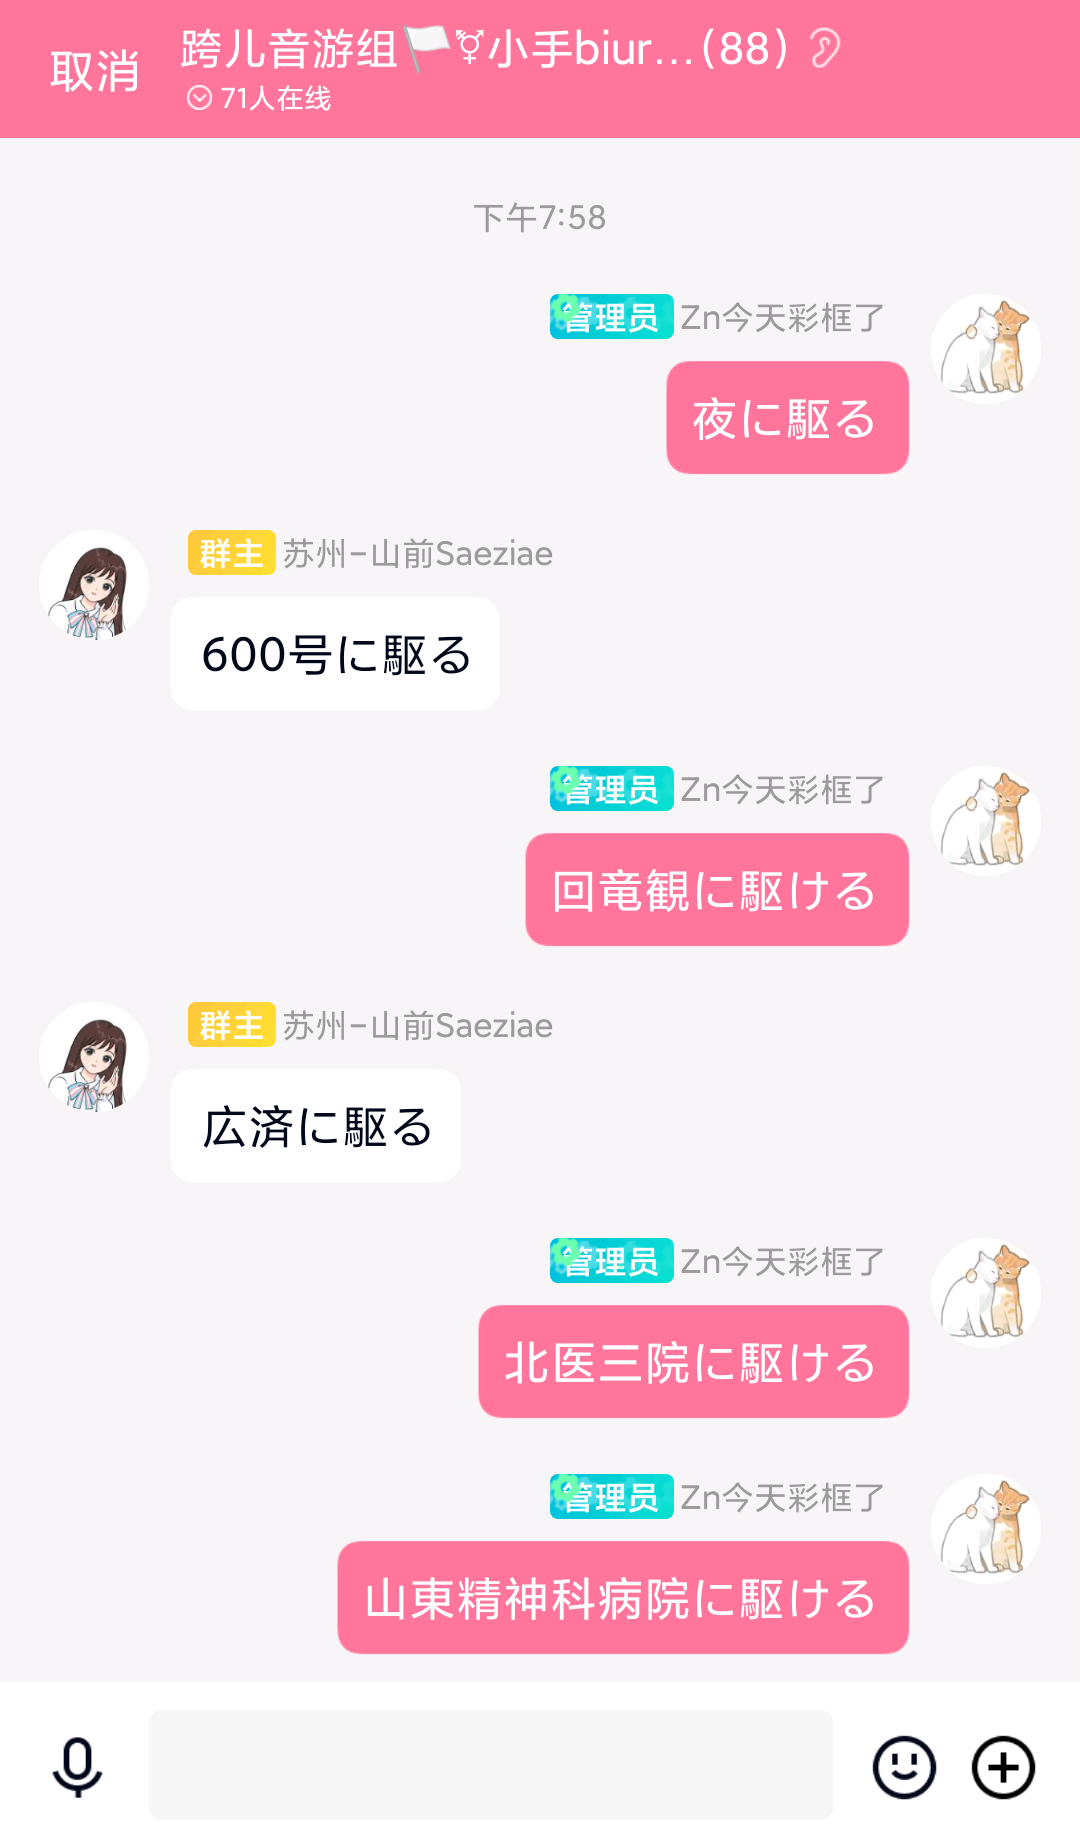 取消
跨儿音游组🏳️⚧小手biur...(88)
71人在线
下午7:58
管理员 Zn今天彩框了
夜に駆る
群主 苏州-山前Saeziae
600号に駆る
管理员 Zn今天彩框了
回竜観に駆ける
群主 苏州-山前Saeziae
広済に駆る
管理员 Zn今天彩框了
北医三院に駆ける
管理员 Zn今天彩框了
山東精神科病院に駆ける